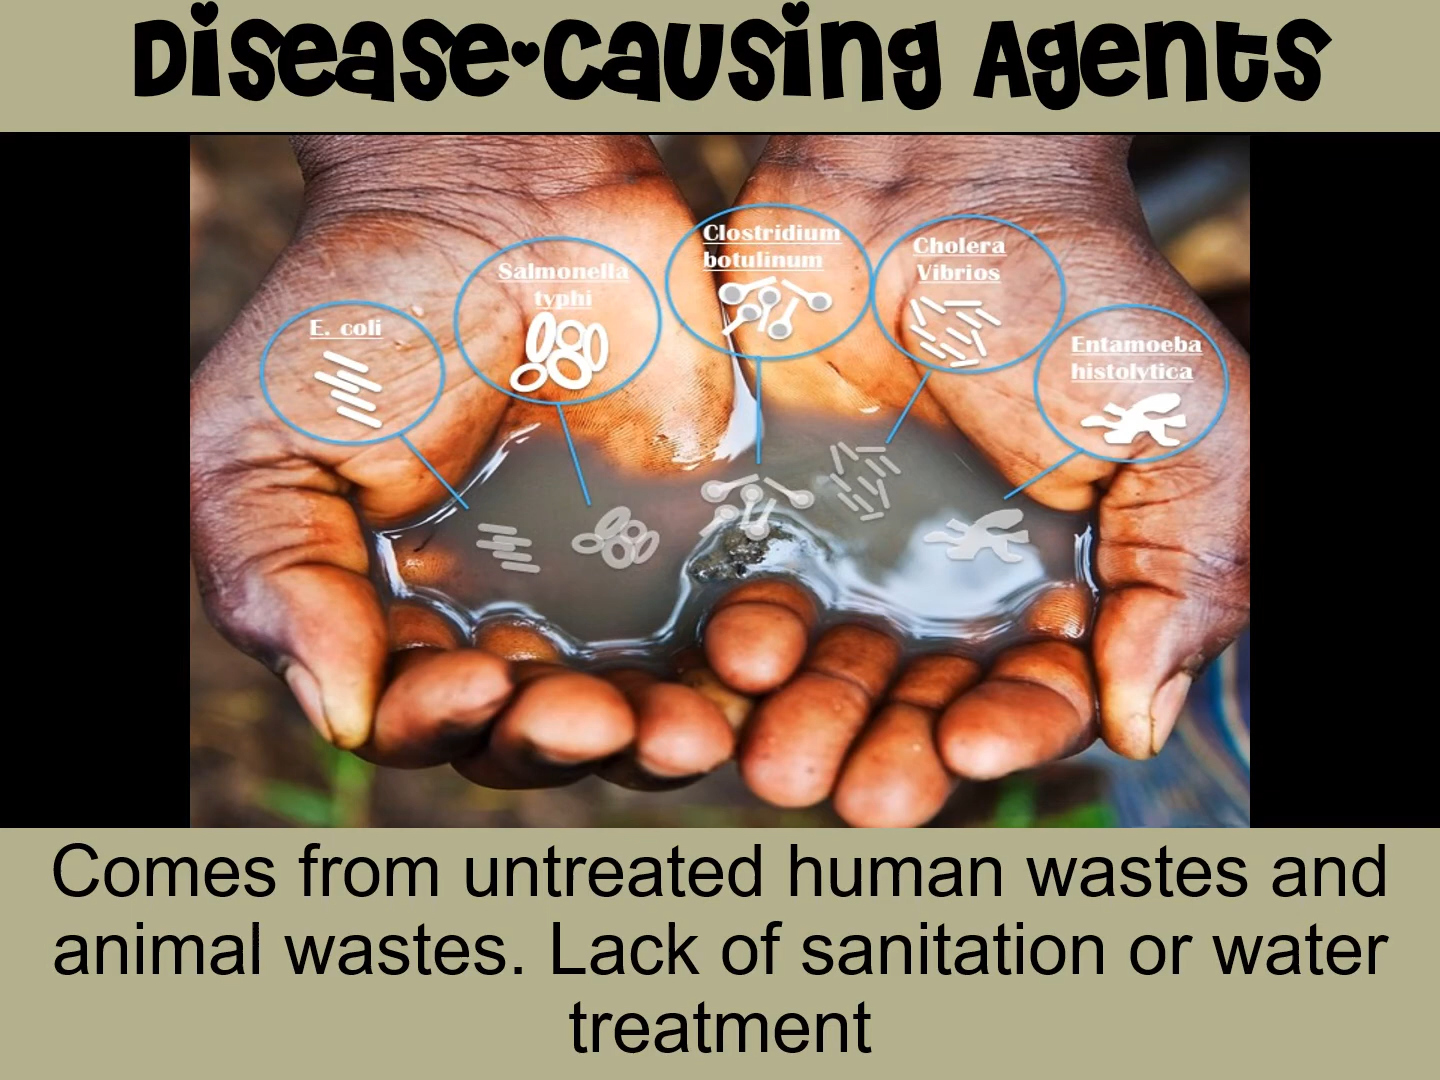 Disease-Causing Agents
E. coli
Salmonella
typhi
Clostridium
botulinum
Cholera
Vibrios
Entamoeba
histolytica
Comes from untreated human wastes and
animal wastes. Lack of sanitation or water
treatment